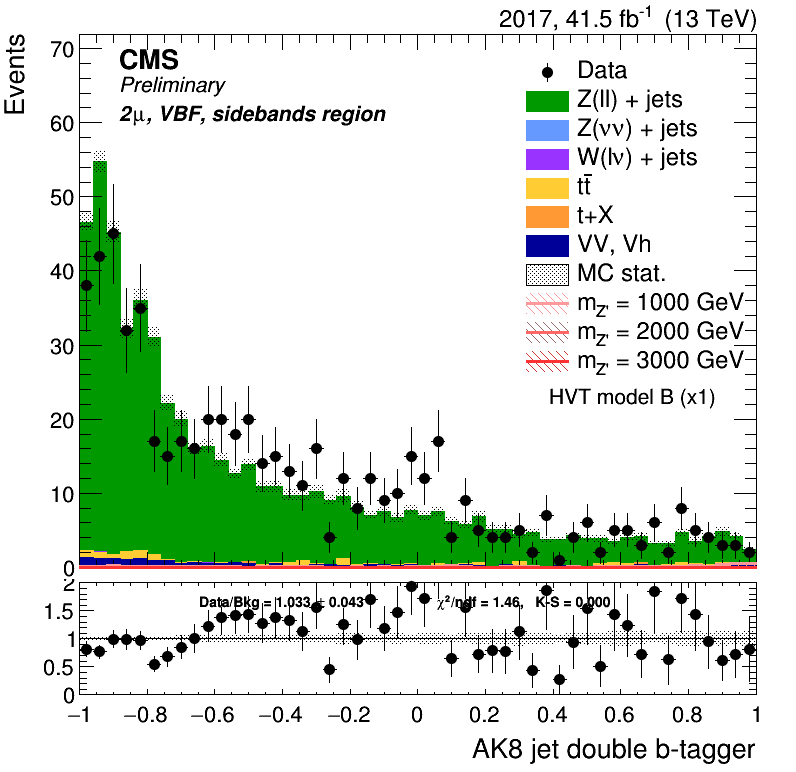 2017, 41.5 fb⁻¹ (13 TeV)
Events
CMS
Preliminary
2μ, VBF, sidebands region
Data
Z(ll) + jets
Z(νν) + jets
W(lν) + jets
tt̄
t+X
VV, Vh
MC stat.
m_Z' = 1000 GeV
m_Z' = 2000 GeV
m_Z' = 3000 GeV
HVT model B (x1)
70
60
50
40
30
20
10
0
Data/Bkg = 1.033 ± 0.043
χ²/ndf = 1.46, K-S = 0.000
2
1.5
1
0.5
0
−1 −0.8 −0.6 −0.4 −0.2 0 0.2 0.4 0.6 0.8 1
AK8 jet double b-tagger